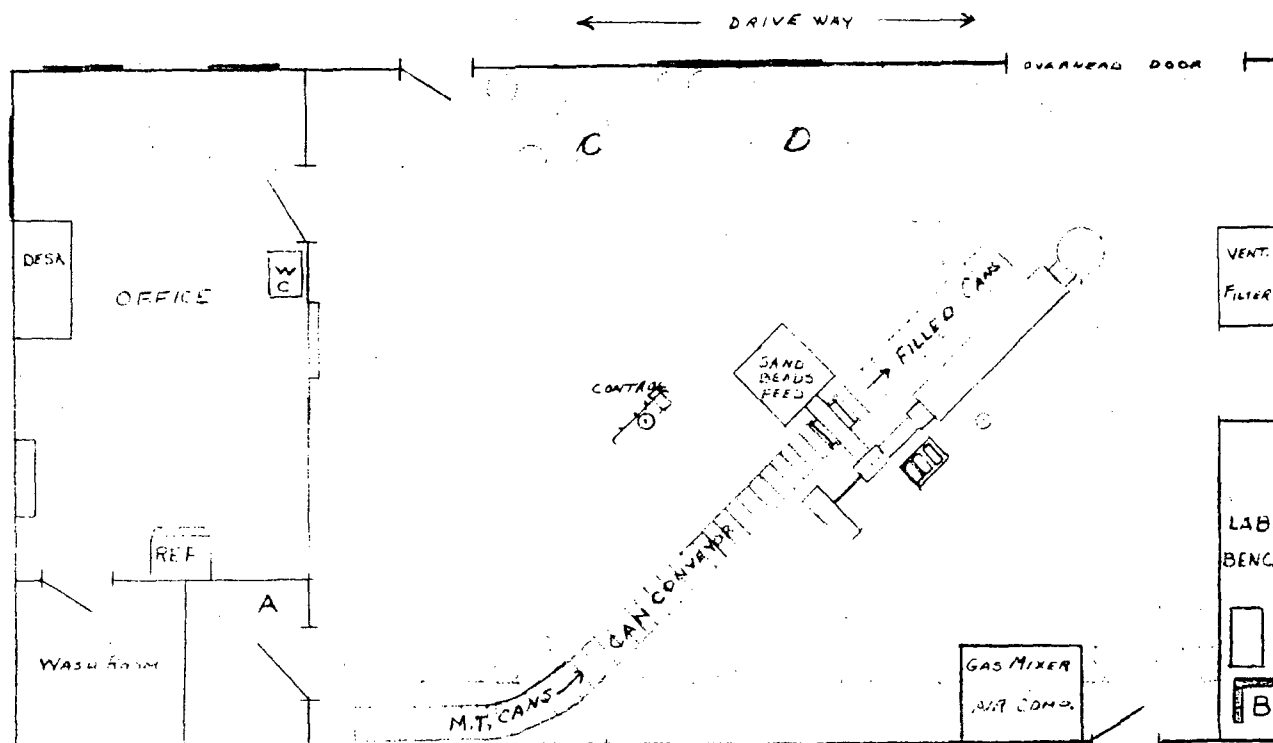 DRIVE WAY
OVERHEAD DOOR
C
D
DESK
OFFICE
W
C
VENT.
FILTER
FILLED CANS
SAND
BEADS
FEED
CONTROL
LAB
BENC
REF
A
CAN CONVEYOR
WASH ROOM
M.T. CANS
GAS MIXER
AIR COMP.
B